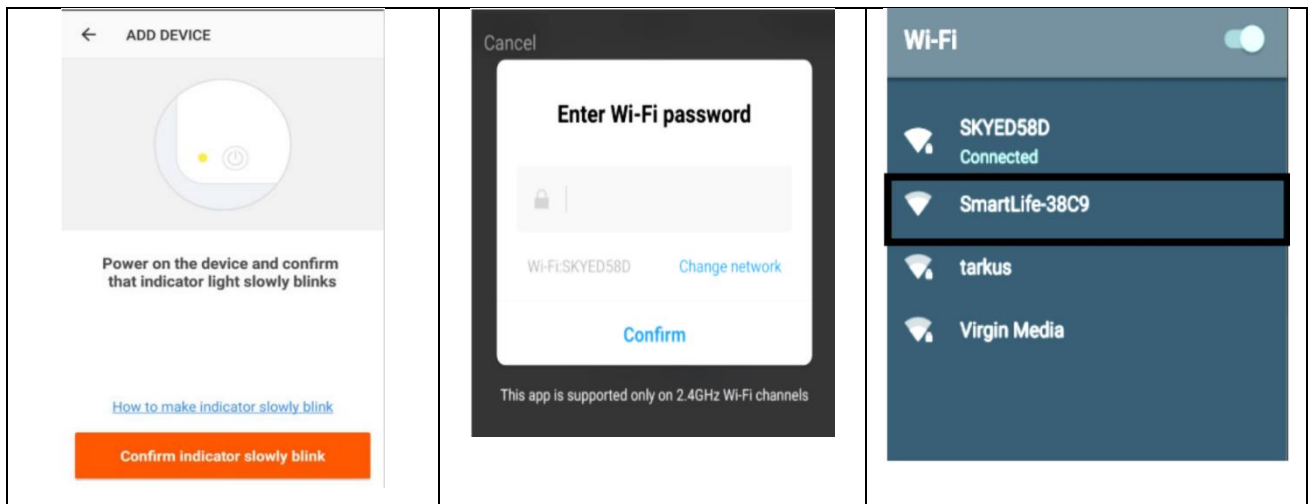 ADD DEVICE
Power on the device and confirm
that indicator light slowly blinks
How to make indicator slowly blink
Confirm indicator slowly blink
Cancel
Enter Wi-Fi password
Wi-Fi:SKYED58D Change network
Confirm
This app is supported only on 2.4GHz Wi-Fi channels
Wi-Fi
SKYED58D
Connected
SmartLife-38C9
tarkus
Virgin Media